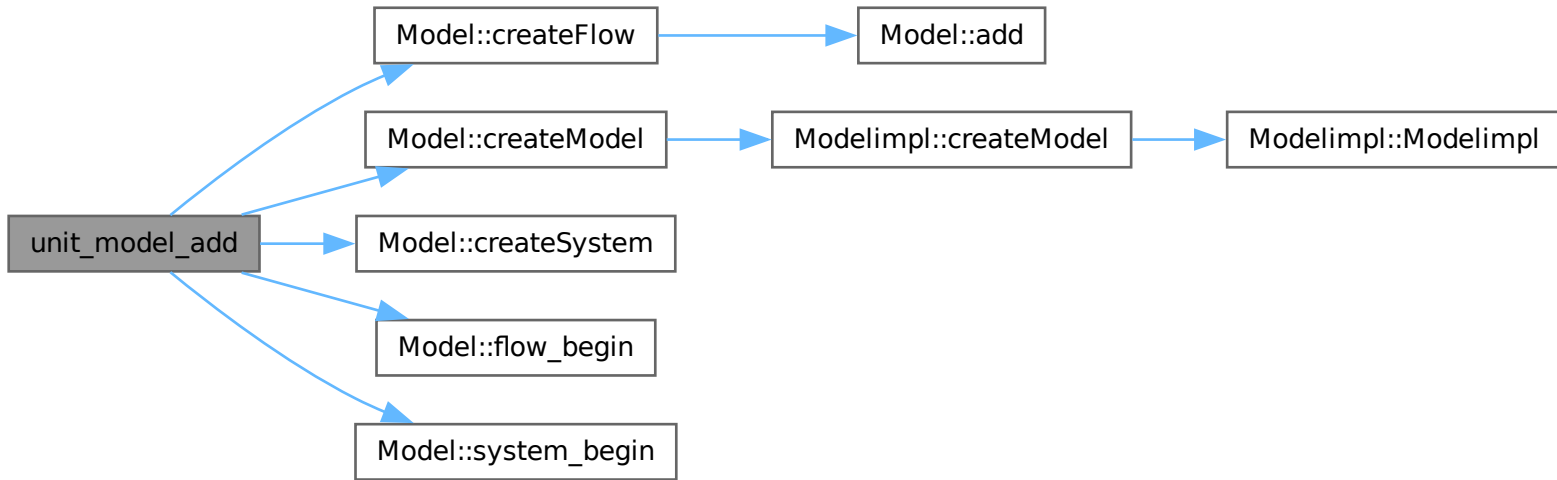 Model::createFlow
Model::add
Model::createModel
Modelimpl::createModel
Modelimpl::Modelimpl
unit_model_add
Model::createSystem
Model::flow_begin
Model::system_begin